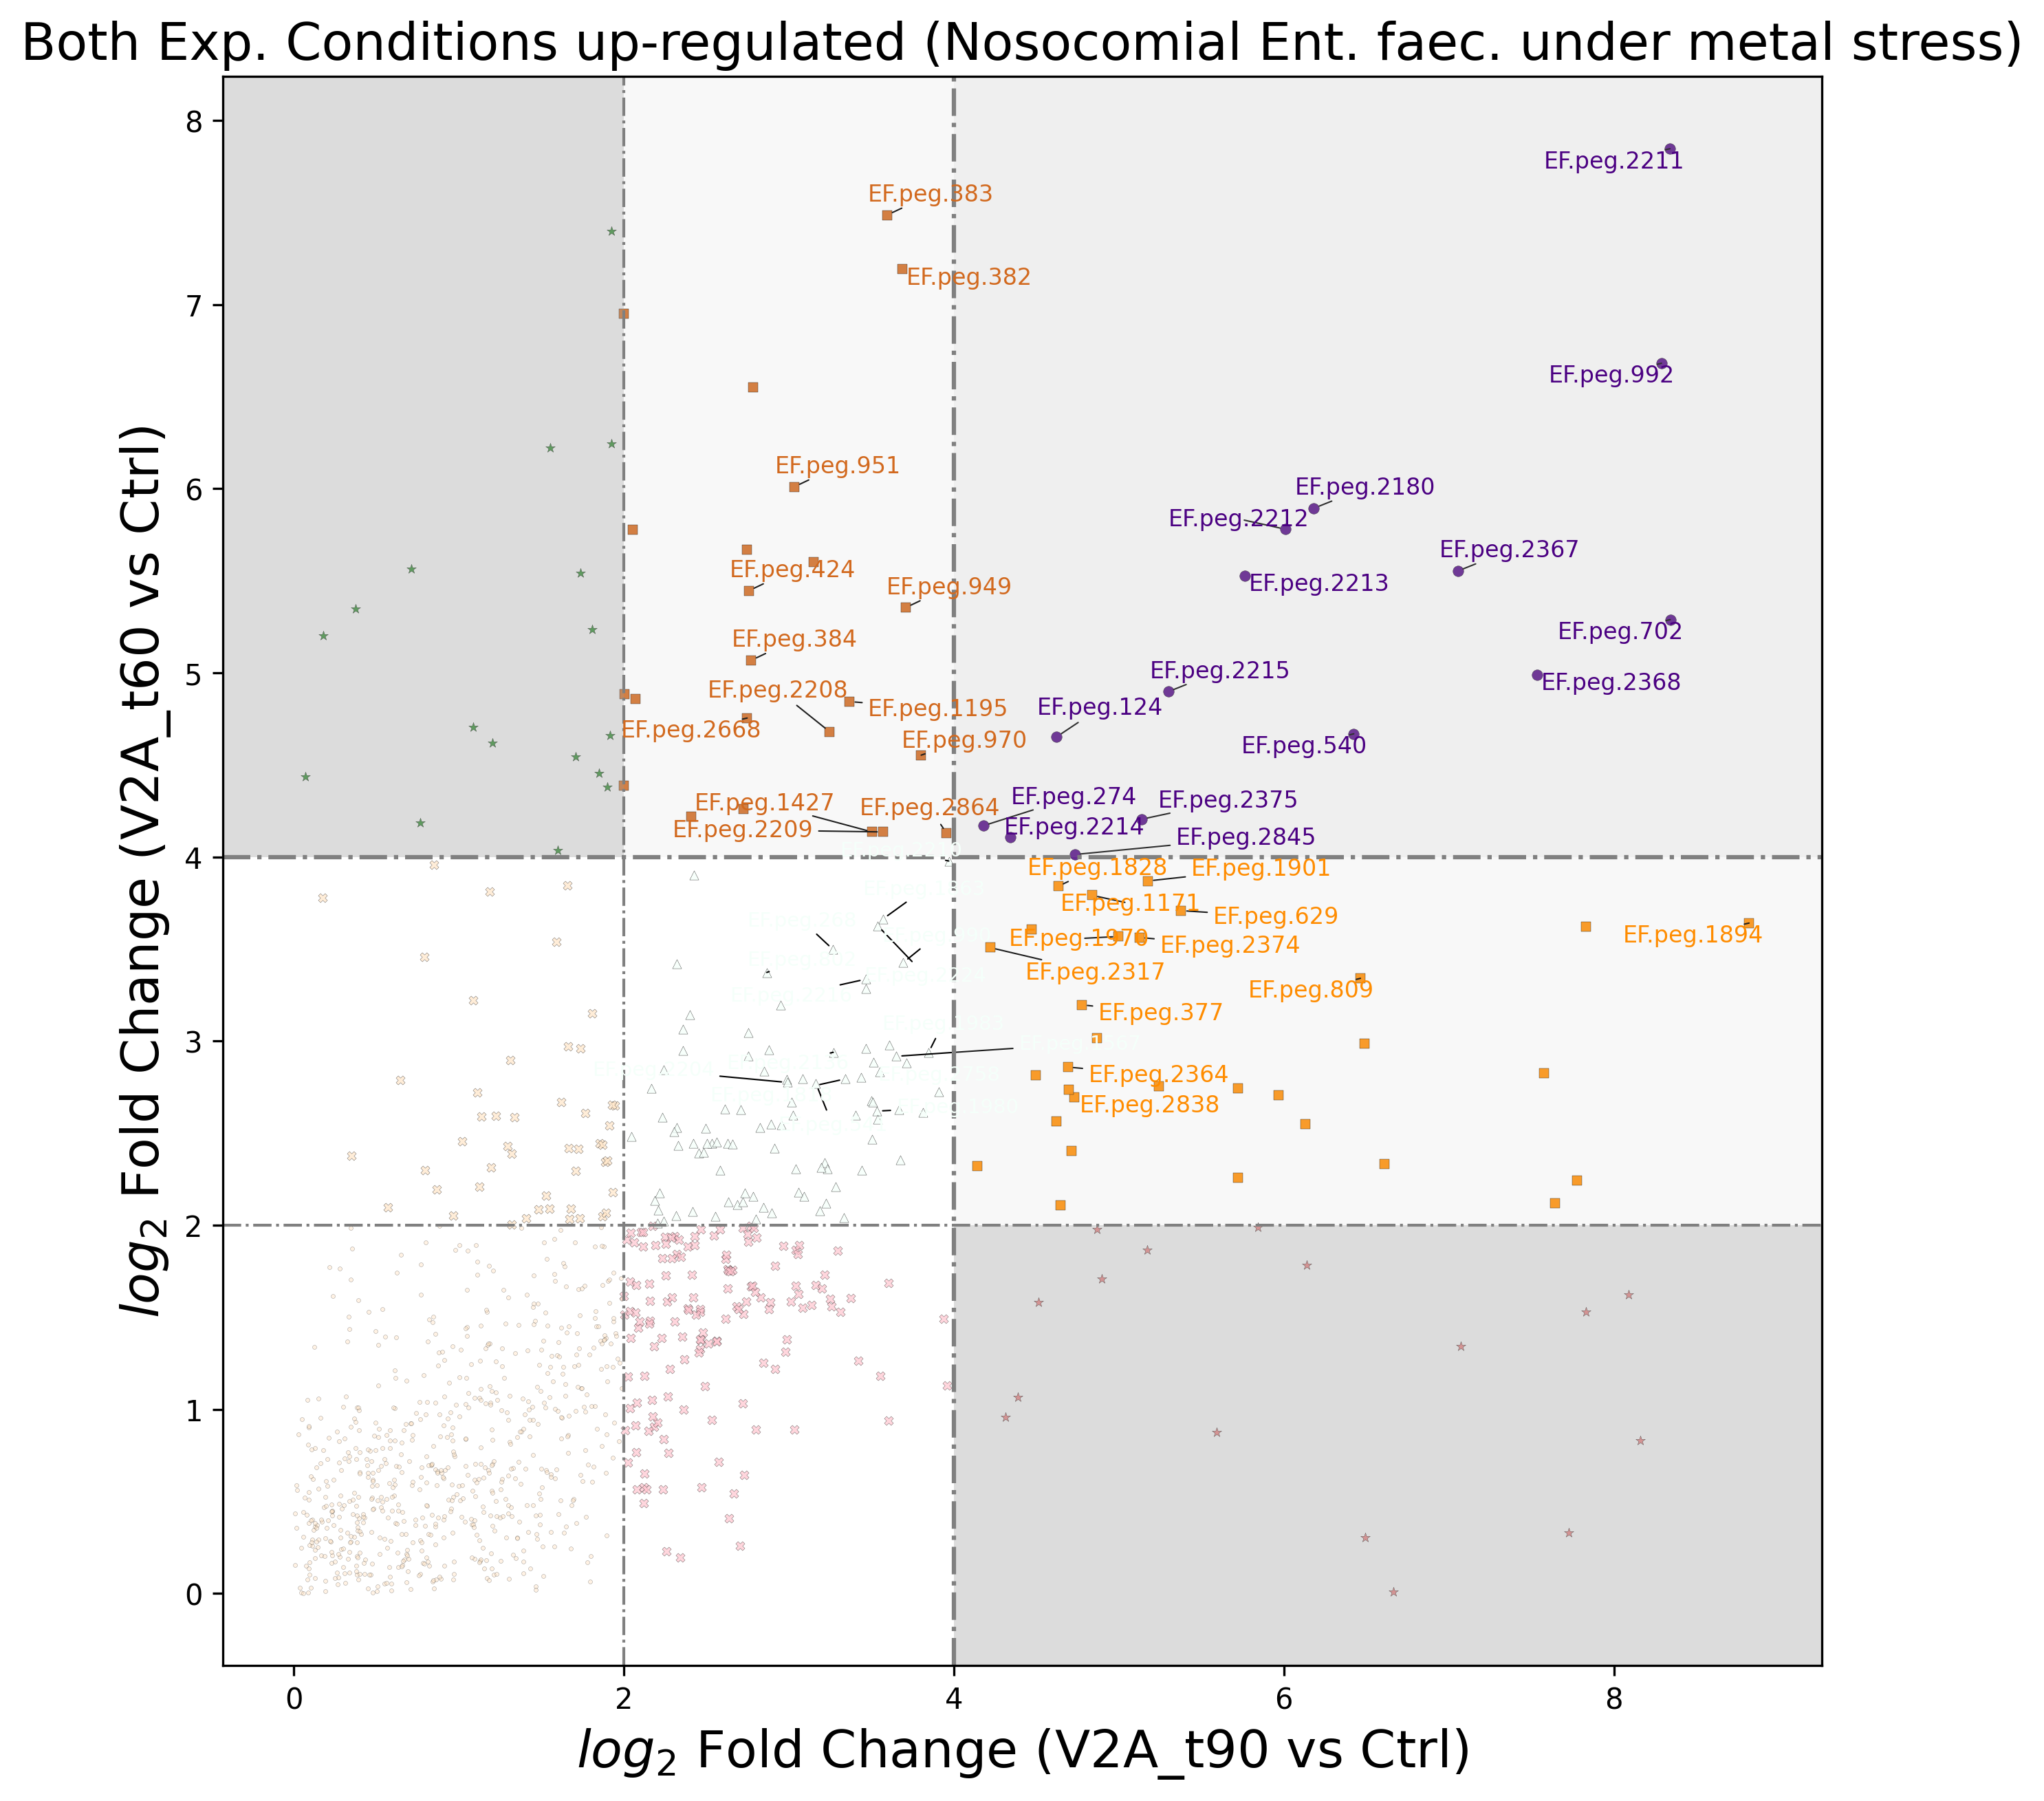 Both Exp. Conditions up-regulated (Nosocomial Ent. faec. under metal stress)
log2 Fold Change (V2A_t60 vs Ctrl)
8
7
6
5
4
3
2
1
0
EF.peg.2211
EF.peg.383
EF.peg.382
EF.peg.992
EF.peg.951
EF.peg.2180
EF.peg.2212
EF.peg.2367
EF.peg.424
EF.peg.949
EF.peg.2213
EF.peg.384
EF.peg.702
EF.peg.2215
EF.peg.2208
EF.peg.2368
EF.peg.1195
EF.peg.124
EF.peg.2668
EF.peg.970
EF.peg.540
EF.peg.1427
EF.peg.2864
EF.peg.274
EF.peg.2375
EF.peg.2209
EF.peg.2214
EF.peg.2845
EF.peg.1828
EF.peg.1901
EF.peg.1171
EF.peg.629
EF.peg.1970
EF.peg.2374
EF.peg.1894
EF.peg.2317
EF.peg.809
EF.peg.377
EF.peg.2364
EF.peg.2838
0
2
4
6
8
log2 Fold Change (V2A_t90 vs Ctrl)